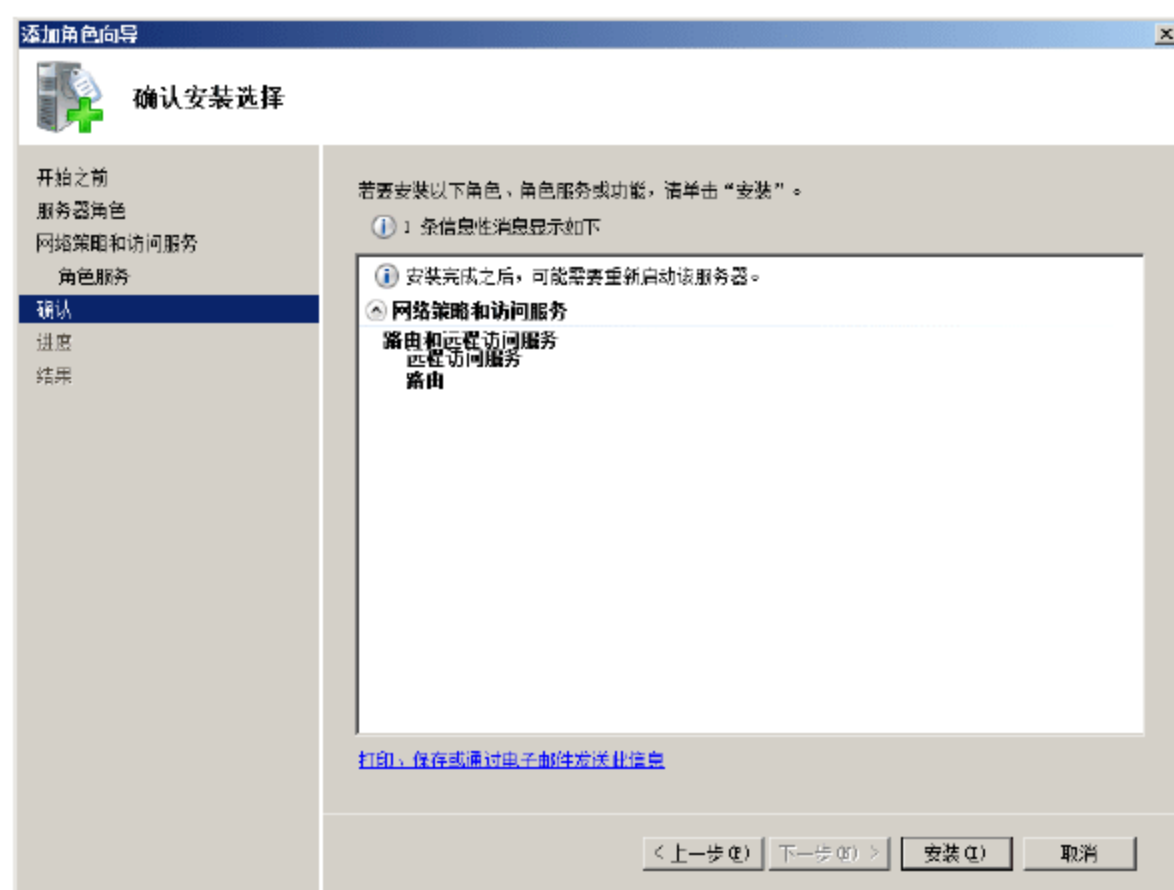 添加角色向导
确认安装选择
开始之前
服务器角色
网络策略和访问服务
角色服务
确认
进度
结果
若要安装以下角色、角色服务或功能，请单击“安装”。
1 条信息性消息显示如下
安装完成之后，可能需要重新启动该服务器。
网络策略和访问服务
路由和远程访问服务
远程访问服务
路由
打印、保存或通过电子邮件发送此信息
< 上一步(P)
下一步(N) >
安装(I)
取消